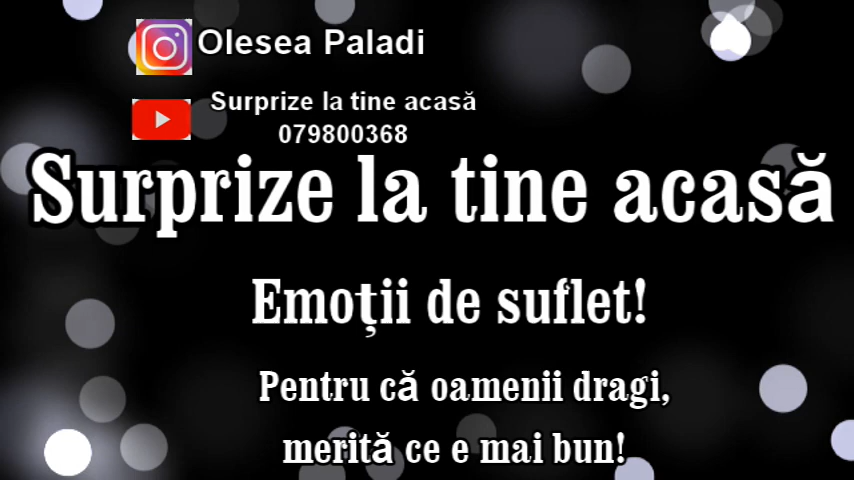 Olesea Paladi
Surprize la tine acasă
079800368
Surprize la tine acasă
Emoții de suflet!
Pentru că oamenii dragi,
merită ce e mai bun!